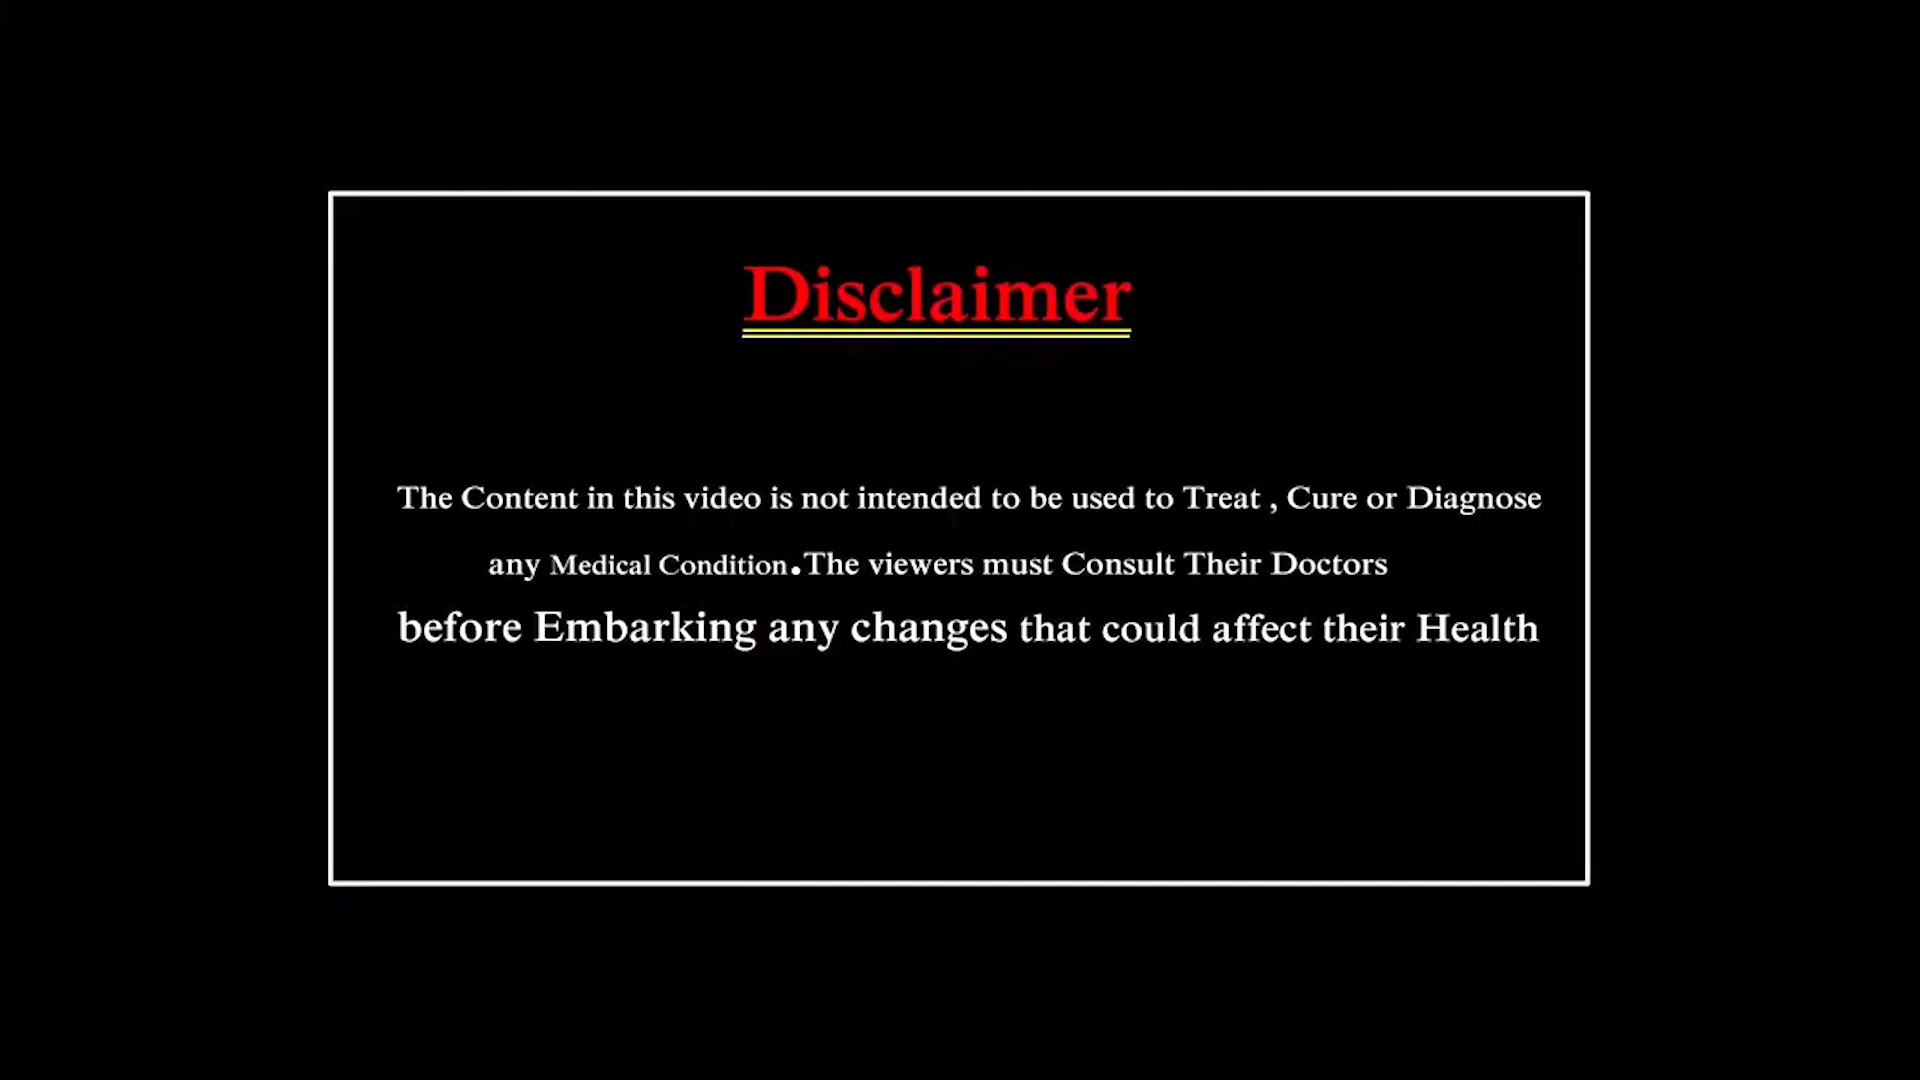 Disclaimer
The Content in this video is not intended to be used to Treat , Cure or Diagnose
any Medical Condition.The viewers must Consult Their Doctors
before Embarking any changes that could affect their Health